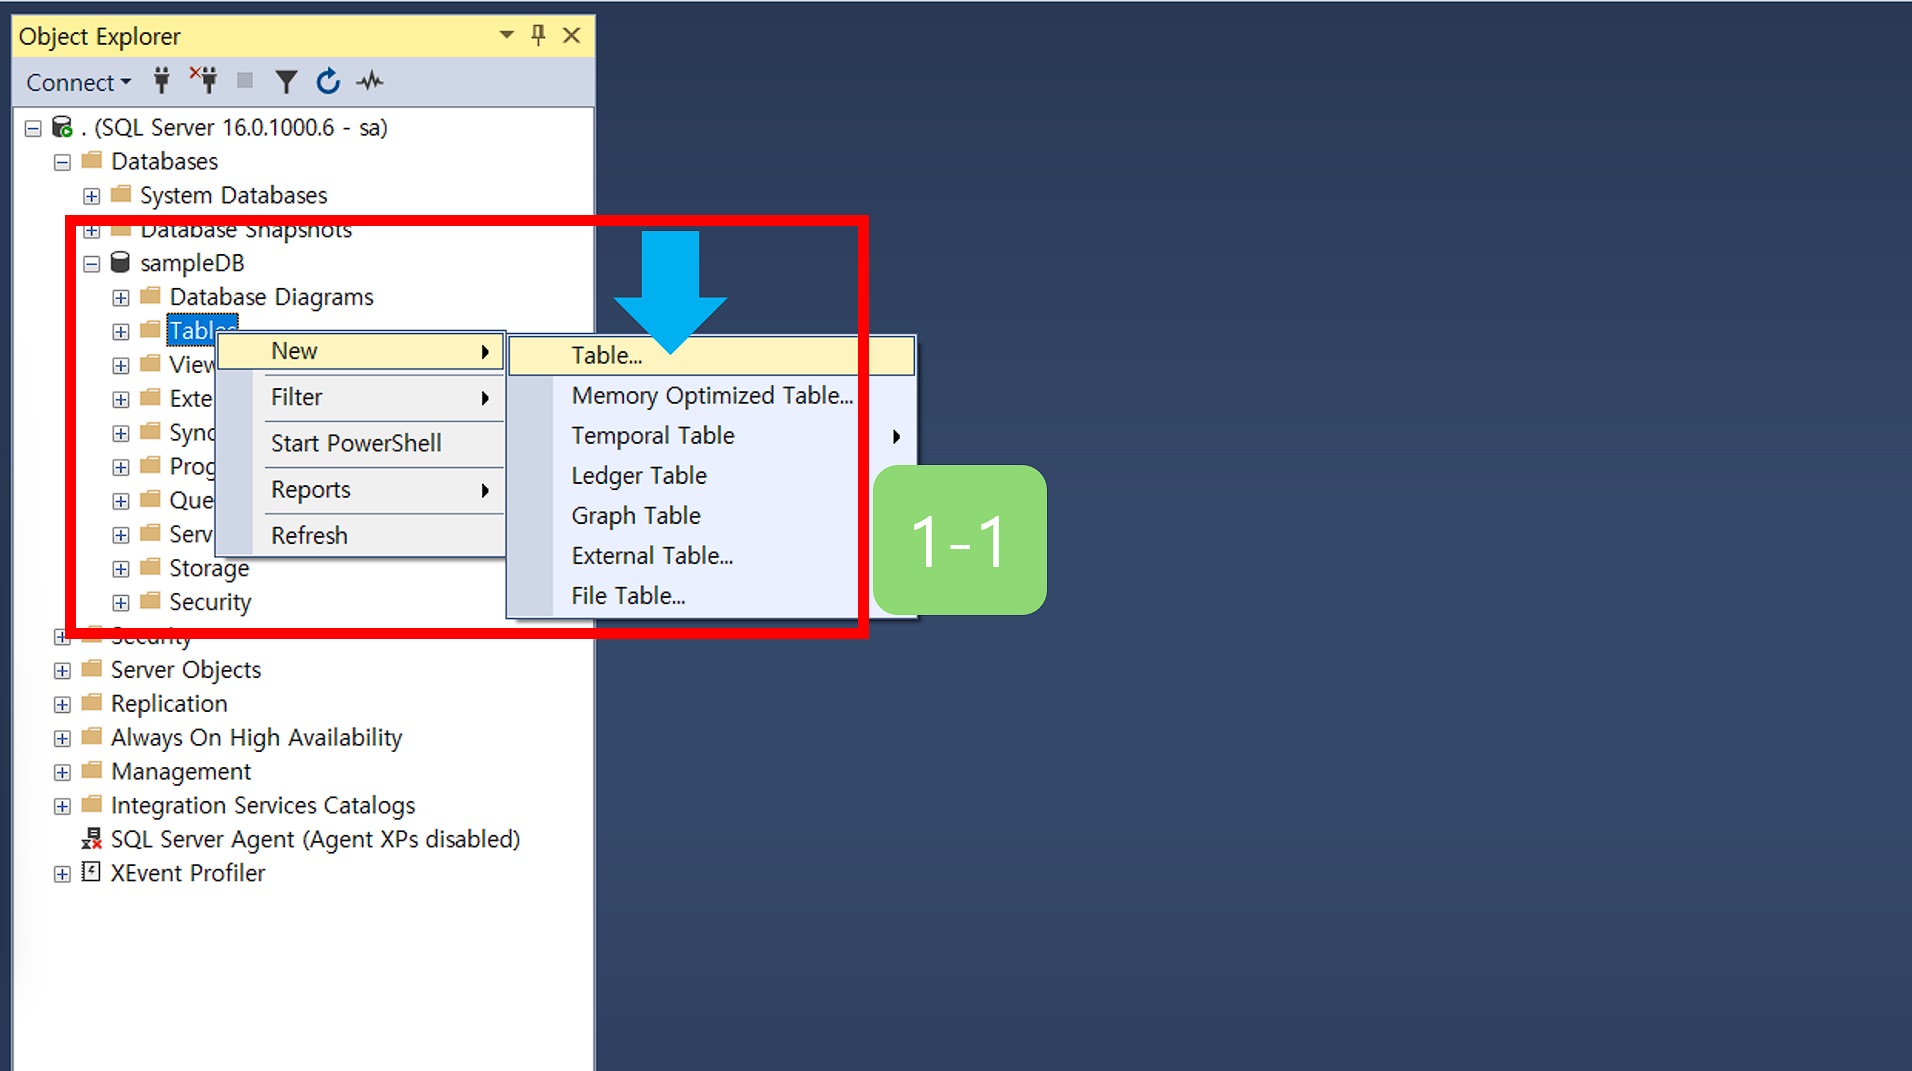 Object Explorer
Connect
. (SQL Server 16.0.1000.6 - sa)
Databases
System Databases
Database Snapshots
sampleDB
Database Diagrams
Tables
New
Table...
View
Filter
Memory Optimized Table...
Exte
Start PowerShell
Temporal Table
Sync
Reports
Ledger Table
Prog
Refresh
Graph Table
Que
External Table...
Serv
File Table...
Storage
Security
1-1
Security
Server Objects
Replication
Always On High Availability
Management
Integration Services Catalogs
SQL Server Agent (Agent XPs disabled)
XEvent Profiler